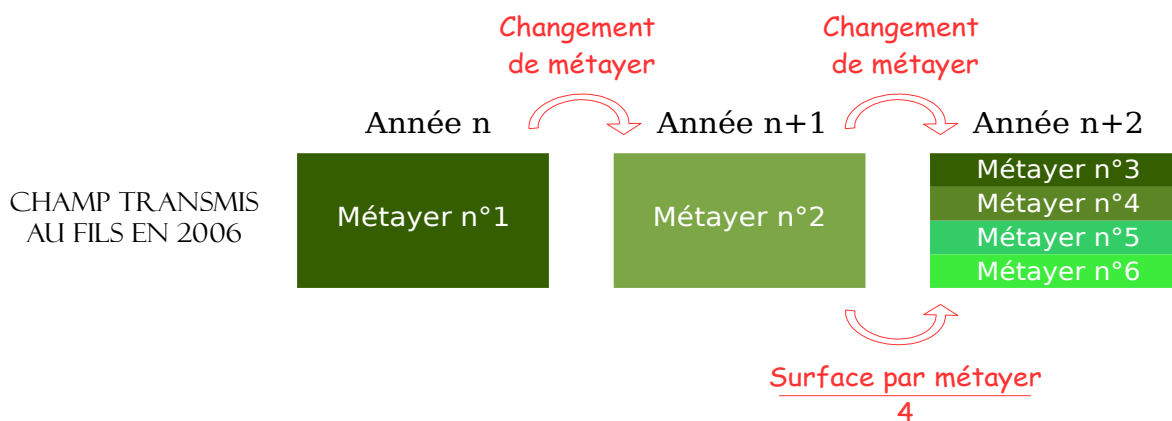 Changement
de métayer
Changement
de métayer
Année n
Année n+1
Année n+2
CHAMP TRANSMIS
AU FILS EN 2006
Métayer n°1
Métayer n°2
Métayer n°3
Métayer n°4
Métayer n°5
Métayer n°6
Surface par métayer
4